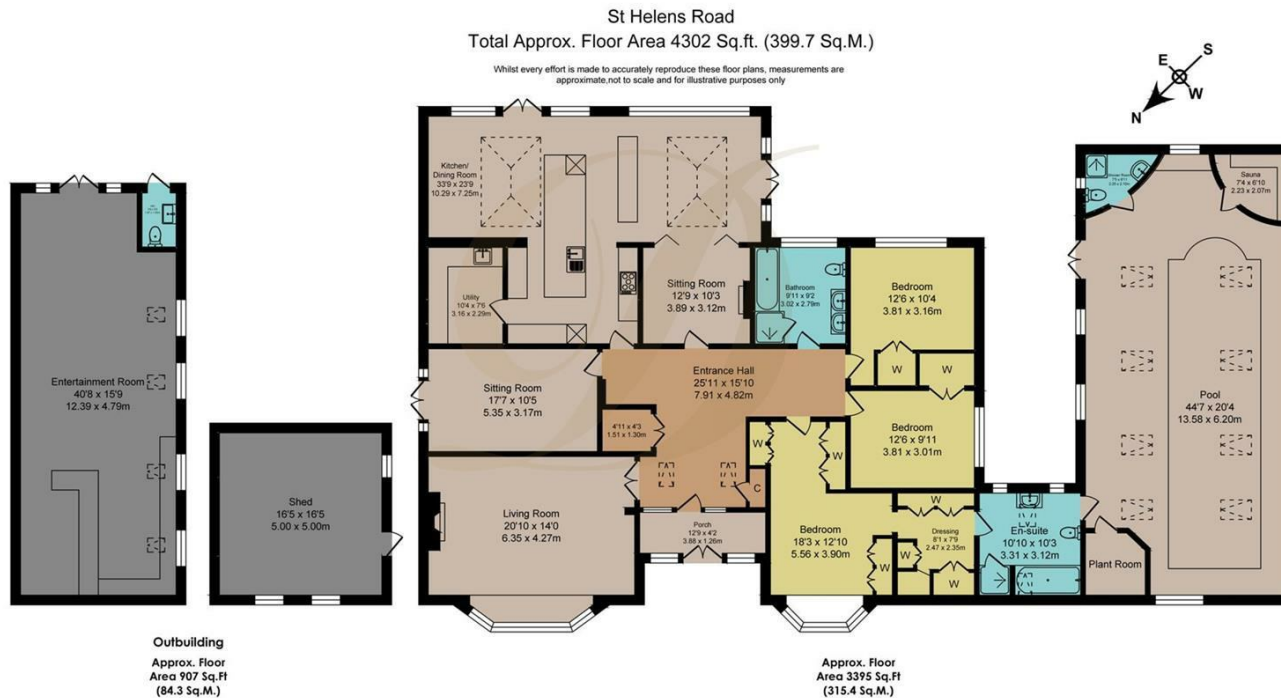 St Helens Road
Total Approx. Floor Area 4302 Sq.ft. (399.7 Sq.M.)
Whilst every effort is made to accurately reproduce these floor plans, measurements are
approximate,not to scale and for illustrative purposes only
E
S
N
W
Kitchen/
Dining Room
33'9 x 23'9
10.29 x 7.25m
Utility
10'4 x 7'6
3.16 x 2.29m
Sitting Room
12'9 x 10'3
3.89 x 3.12m
Bathroom
9'11 x 9'2
3.02 x 2.79m
Bedroom
12'6 x 10'4
3.81 x 3.16m
W
W
Sauna
7'4 x 6'10
2.23 x 2.07m
Entertainment Room
40'8 x 15'9
12.39 x 4.79m
Sitting Room
17'7 x 10'5
5.35 x 3.17m
Entrance Hall
25'11 x 15'10
7.91 x 4.82m
4'11 x 4'3
1.51 x 1.30m
Bedroom
12'6 x 9'11
3.81 x 3.01m
Pool
44'7 x 20'4
13.58 x 6.20m
Shed
16'5 x 16'5
5.00 x 5.00m
Living Room
20'10 x 14'0
6.35 x 4.27m
W
W
C
Porch
12'9 x 4'2
3.88 x 1.26m
Bedroom
18'3 x 12'10
5.56 x 3.90m
W
W
Dressing
8'1 x 7'9
2.47 x 2.35m
W
W
En-suite
10'10 x 10'3
3.31 x 3.12m
Plant Room
Outbuilding
Approx. Floor
Area 907 Sq.Ft
(84.3 Sq.M.)
Approx. Floor
Area 3395 Sq.Ft
(315.4 Sq.M.)